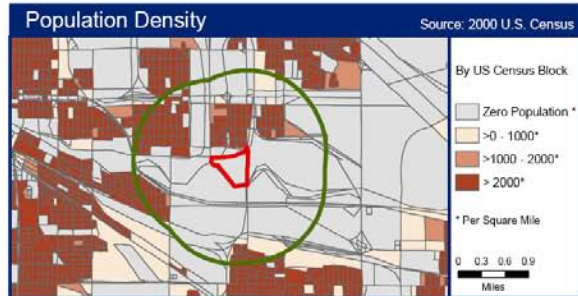 Population Density
Source: 2000 U.S. Census
By US Census Block
Zero Population *
>0 - 1000*
>1000 - 2000*
> 2000*
* Per Square Mile
0 0.3 0.6 0.9
Miles